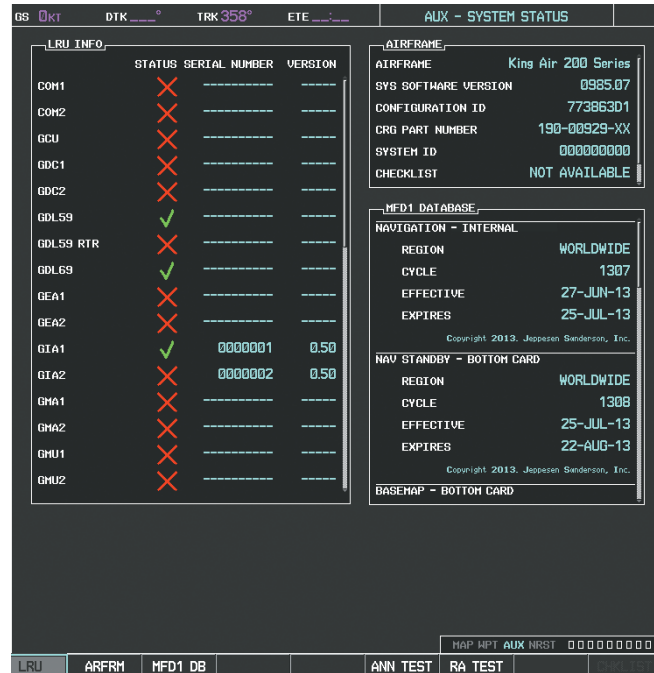 GS 0KT DTK ___° TRK 358° ETE __:__ AUX - SYSTEM STATUS
LRU INFO
STATUS SERIAL NUMBER VERSION
COM1 ---------- -----
COM2 ---------- -----
GCU ---------- -----
GDC1 ---------- -----
GDC2 ---------- -----
GDL59 ---------- -----
GDL59 RTR ---------- -----
GDL69 ---------- -----
GEA1 ---------- -----
GEA2 ---------- -----
GIA1 0000001 0.50
GIA2 0000002 0.50
GMA1 ---------- -----
GMA2 ---------- -----
GMU1 ---------- -----
GMU2 ---------- -----
AIRFRAME
AIRFRAME King Air 200 Series
SYS SOFTWARE VERSION 0985.07
CONFIGURATION ID 773863D1
CRG PART NUMBER 190-00929-XX
SYSTEM ID 000000000
CHECKLIST NOT AVAILABLE
MFD1 DATABASE
NAVIGATION - INTERNAL
REGION WORLDWIDE
CYCLE 1307
EFFECTIVE 27-JUN-13
EXPIRES 25-JUL-13
Copyright 2013. Jeppesen Sanderson, Inc.
NAV STANDBY - BOTTOM CARD
REGION WORLDWIDE
CYCLE 1308
EFFECTIVE 25-JUL-13
EXPIRES 22-AUG-13
Copyright 2013. Jeppesen Sanderson, Inc.
BASEMAP - BOTTOM CARD
MAP WPT AUX NRST
LRU ARFRM MFD1 DB ANN TEST RA TEST CHKLIST